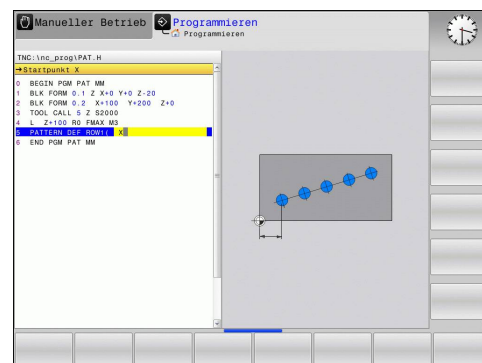 Manueller Betrieb
Programmieren
Programmieren
TNC:\nc_prog\PAT.H
→Startpunkt X
0 BEGIN PGM PAT MM
1 BLK FORM 0.1 Z X+0 Y+0 Z-20
2 BLK FORM 0.2 X+100 Y+200 Z+0
3 TOOL CALL 5 Z S2000
4 L Z+100 R0 FMAX M3
5 PATTERN DEF ROW1( X
6 END PGM PAT MM